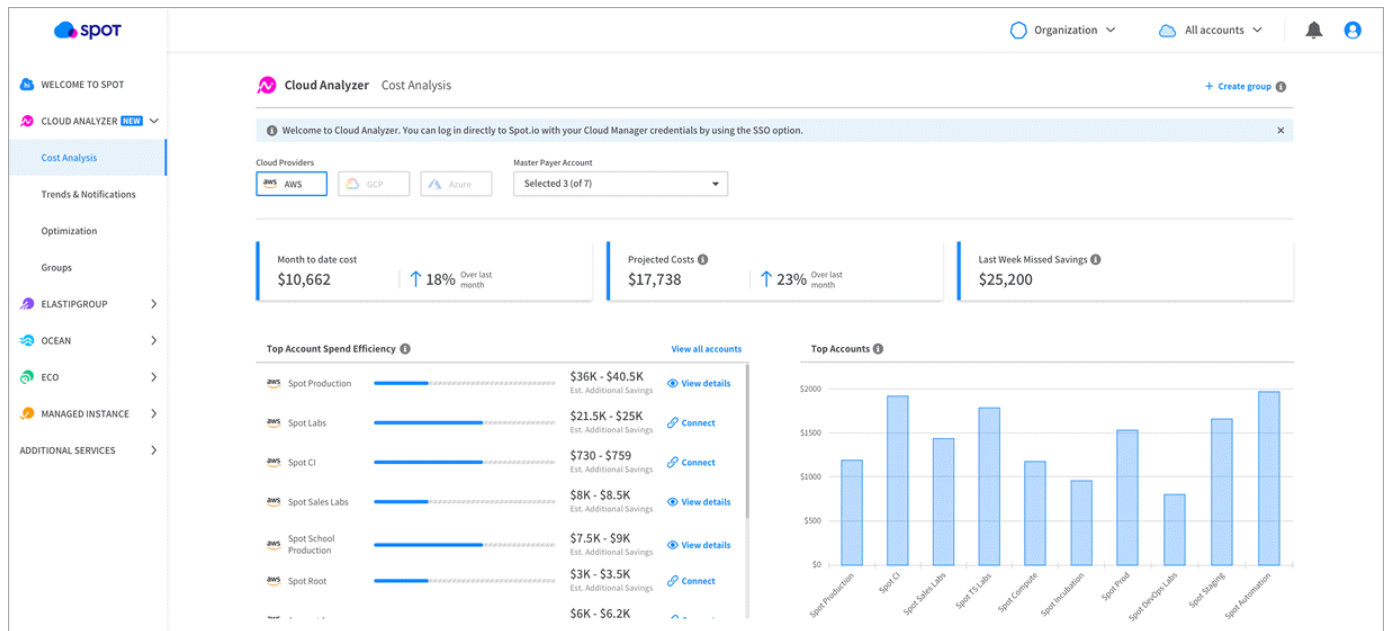 spot
Organization
All accounts
WELCOME TO SPOT
CLOUD ANALYZER NEW
Cost Analysis
Trends & Notifications
Optimization
Groups
ELASTIPGROUP
OCEAN
ECO
MANAGED INSTANCE
ADDITIONAL SERVICES
Cloud Analyzer Cost Analysis
+ Create group
Welcome to Cloud Analyzer. You can log in directly to Spot.io with your Cloud Manager credentials by using the SSO option.
Cloud Providers
aws AWS
GCP
Azure
Master Payer Account
Selected 3 (of 7)
Month to date cost
$10,662
18% Over last
month
Projected Costs
$17,738
23% Over last
month
Last Week Missed Savings
$25,200
Top Account Spend Efficiency
View all accounts
aws Spot Production $36K - $40.5K View details
Est. Additional Savings
aws Spot Labs $21.5K - $25K Connect
Est. Additional Savings
aws Spot CI $730 - $759 Connect
Est. Additional Savings
aws Spot Sales Labs $8K - $8.5K View details
Est. Additional Savings
aws Spot School
Production $7.5K - $9K View details
Est. Additional Savings
aws Spot Root $3K - $3.5K Connect
Est. Additional Savings
$6K - $6.2K
Top Accounts
$2000
$1500
$1000
$500
$0
Spot Production
Spot CI
Spot Sales Labs
Spot TS Labs
Spot Compute
Spot Incubation
Spot Prod
Spot DevOps Labs
Spot Staging
Spot Automation